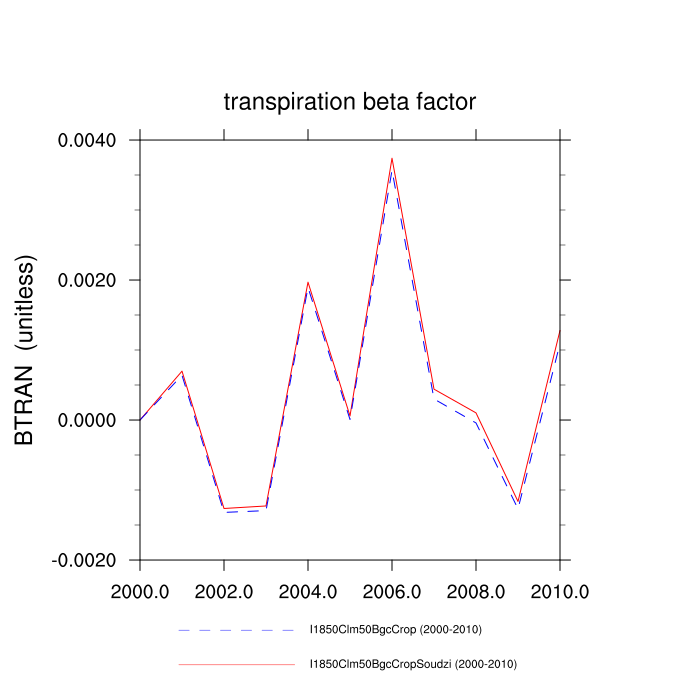 transpiration beta factor
0.0040
0.0020
0.0000
-0.0020
BTRAN (unitless)
2000.0 2002.0 2004.0 2006.0 2008.0 2010.0
I1850Clm50BgcCrop (2000-2010)
I1850Clm50BgcCropSoudzi (2000-2010)